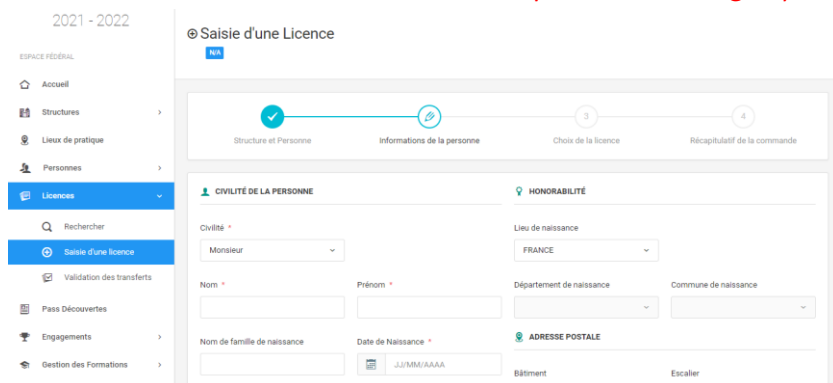 2021 - 2022
ESPACE FÉDÉRAL
Accueil
Structures
Lieux de pratique
Personnes
Licences
Rechercher
Saisie d'une licence
Validation des transferts
Pass Découvertes
Engagements
Gestion des Formations
Saisie d'une Licence
N/A
Structure et Personne
Informations de la personne
3
Choix de la licence
4
Récapitulatif de la commande
CIVILITÉ DE LA PERSONNE
Civilité *
Monsieur
Nom *
Prénom *
Nom de famille de naissance
Date de Naissance *
JJ/MM/AAAA
HONORABILITÉ
Lieu de naissance
FRANCE
Département de naissance
Commune de naissance
ADRESSE POSTALE
Bâtiment
Escalier